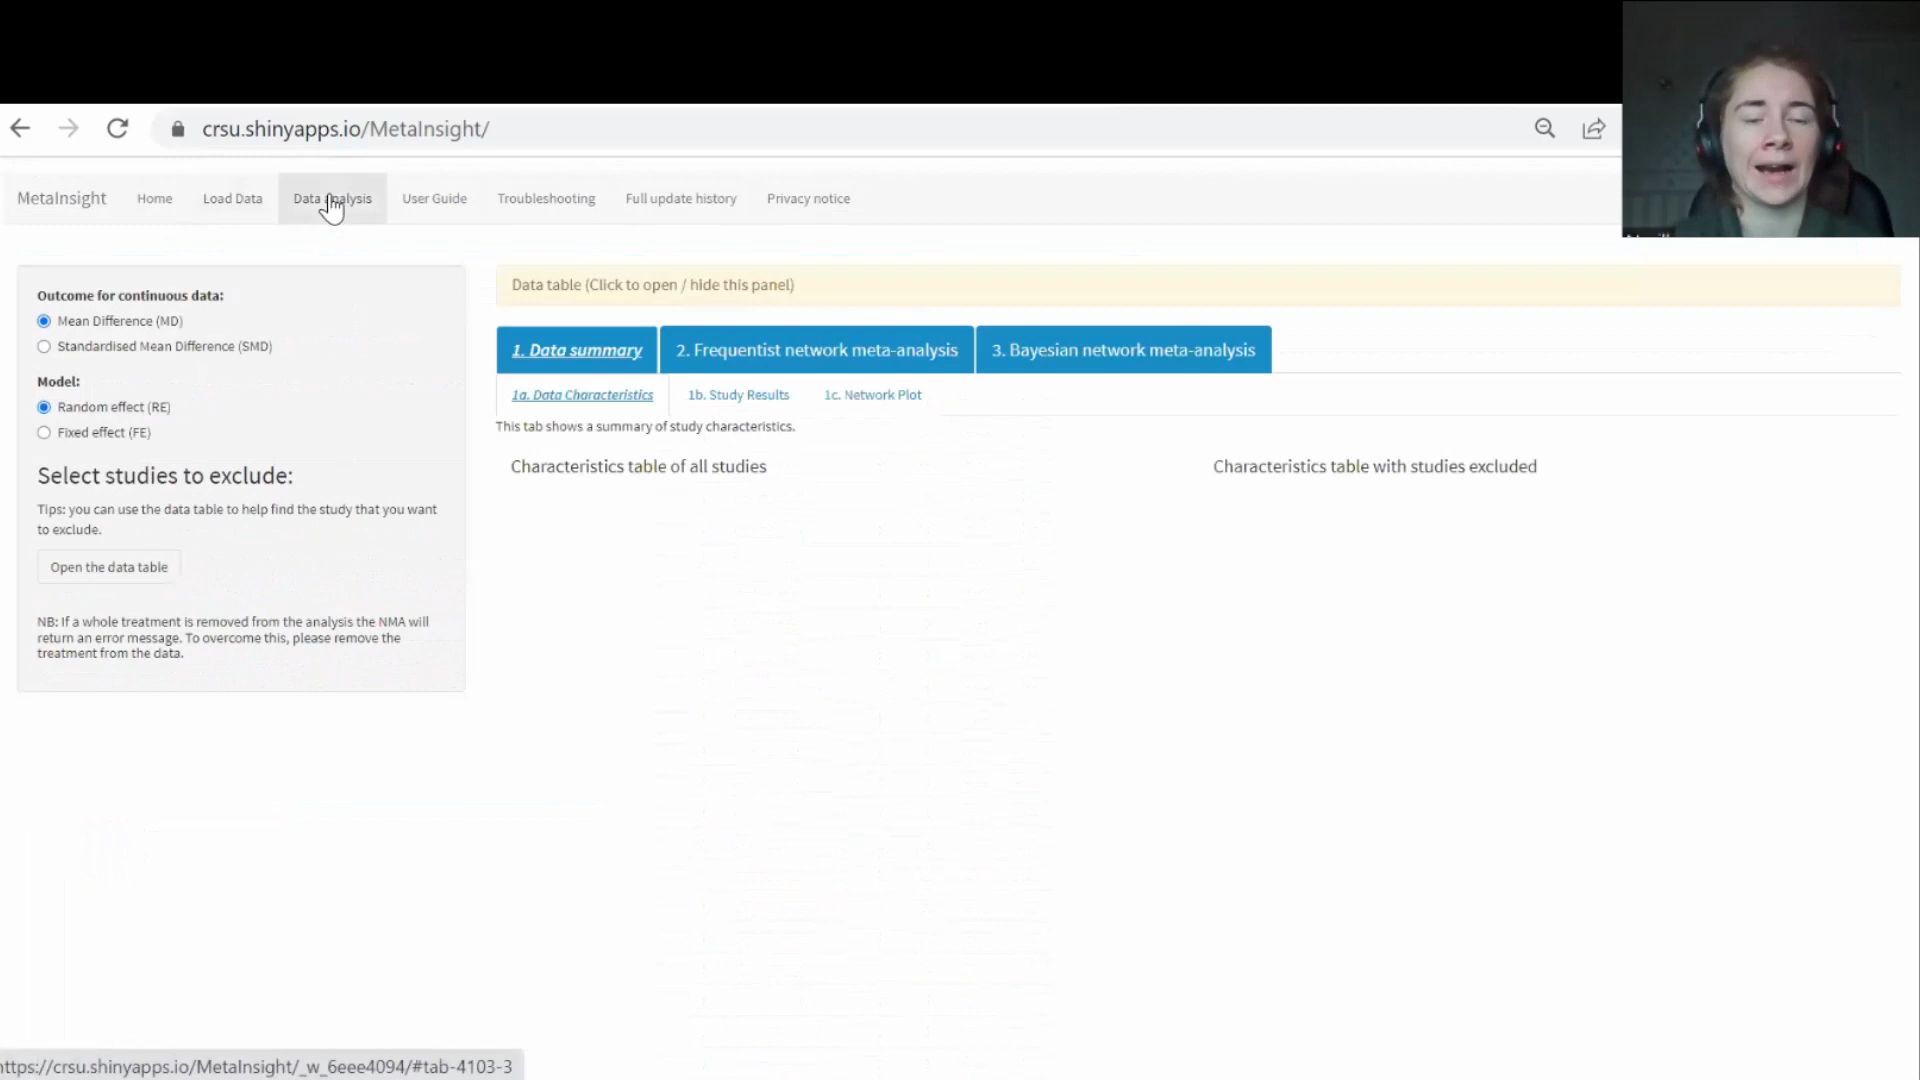 crsu.shinyapps.io/MetaInsight/
MetaInsight Home Load Data Data analysis User Guide Troubleshooting Full update history Privacy notice
Outcome for continuous data:
Mean Difference (MD)
Standardised Mean Difference (SMD)
Model:
Random effect (RE)
Fixed effect (FE)
Select studies to exclude:
Tips: you can use the data table to help find the study that you want
to exclude.
Open the data table
NB: If a whole treatment is removed from the analysis the NMA will
return an error message. To overcome this, please remove the
treatment from the data.
Data table (Click to open / hide this panel)
1. Data summary 2. Frequentist network meta-analysis 3. Bayesian network meta-analysis
1a. Data Characteristics 1b. Study Results 1c. Network Plot
This tab shows a summary of study characteristics.
Characteristics table of all studies Characteristics table with studies excluded
https://crsu.shinyapps.io/MetaInsight/_w_6eee4094/#tab-4103-3